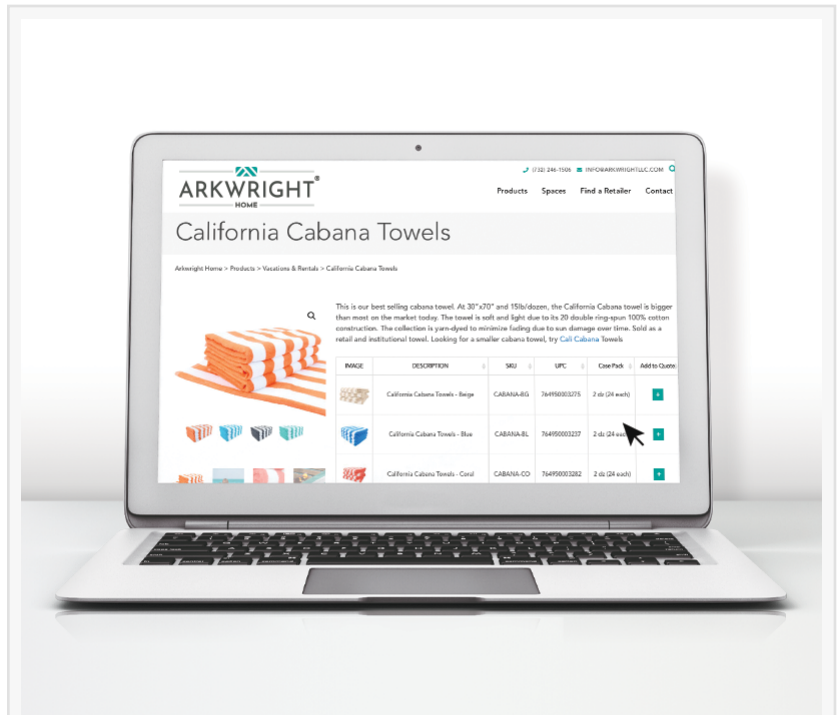 ARKWRIGHT®
HOME
(732) 246-1506 INFO@ARKWRIGHTLLC.COM
Products Spaces Find a Retailer Contact
California Cabana Towels
Arkwright Home > Products > Vacations & Rentals > California Cabana Towels
This is our best selling cabana towel. At 30"x70" and 15lb/dozen, the California Cabana towel is bigger
than most on the market today. The towel is soft and light due to its 20 double ring-spun 100% cotton
construction. The collection is yarn-dyed to minimize fading due to sun damage over time. Sold as a
retail and institutional towel. Looking for a smaller cabana towel, try Cali Cabana Towels
IMAGE DESCRIPTION SKU UPC Case Pack Add to Quote
California Cabana Towels - Beige CABANA-BG 764950003275 2 dz (24 each) +
California Cabana Towels - Blue CABANA-BL 764950003237 2 dz (24 each) +
California Cabana Towels - Coral CABANA-CO 764950003282 2 dz (24 each) +